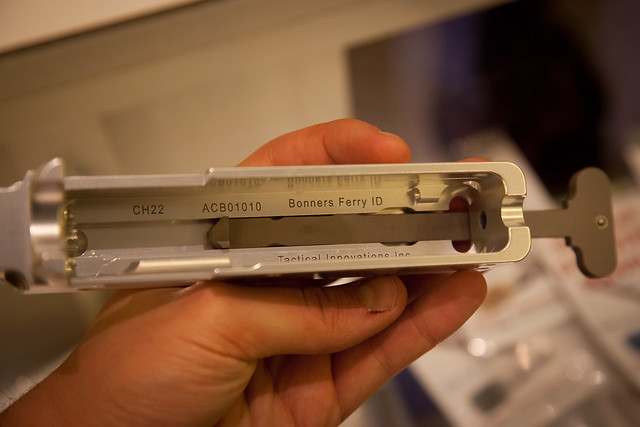 CH22 ACB01010 Bonners Ferry ID
Tactical Innovations Inc